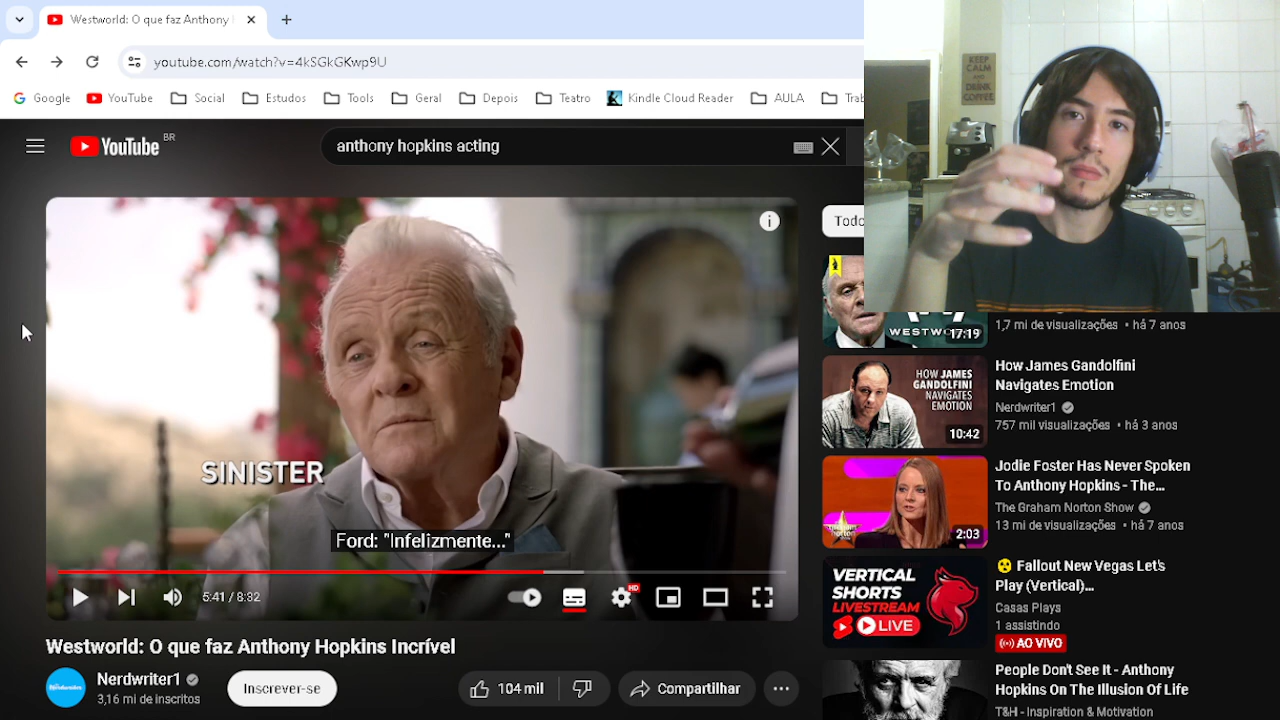 Westworld: O que faz Anthony
youtube.com/watch?v=4kSGkGKwp9U
Google
YouTube
Social
Estudos
Tools
Geral
Depois
Teatro
Kindle Cloud Reader
AULA
Trab
YouTube BR
anthony hopkins acting
KEEP
CALM
AND
DRINK
COFFEE
SINISTER
Ford: "Infelizmente..."
5:41 / 8:32
HD
Westworld: O que faz Anthony Hopkins Incrível
Nerdwriter1
3,16 mi de inscritos
Inscrever-se
104 mil
Compartilhar
Todo
WESTWO
17:19
1,7 mi de visualizações • há 7 anos
HOW JAMES
GANDOLFINI
NAVIGATES
EMOTION
10:42
How James Gandolfini
Navigates Emotion
Nerdwriter1
757 mil visualizações • há 3 anos
2:03
Jodie Foster Has Never Spoken
To Anthony Hopkins - The...
The Graham Norton Show
13 mi de visualizações • há 7 anos
VERTICAL
SHORTS
LIVESTREAM
LIVE
😲 Fallout New Vegas Let's
Play (Vertical)...
Casas Plays
1 assistindo
AO VIVO
People Don't See It - Anthony
Hopkins On The Illusion Of Life
T&H - Inspiration & Motivation